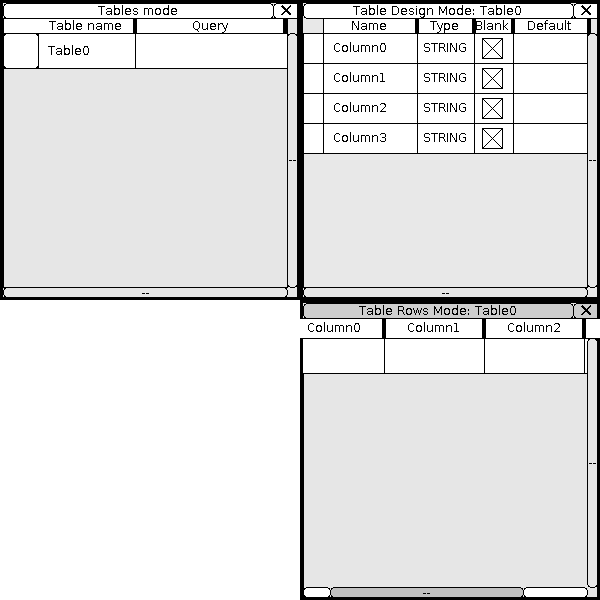 Tables mode
Table name Query
Table0
--
--
Table Design Mode: Table0
Name Type Blank Default
Column0 STRING
Column1 STRING
Column2 STRING
Column3 STRING
--
--
Table Rows Mode: Table0
Column0 Column1 Column2
--
--